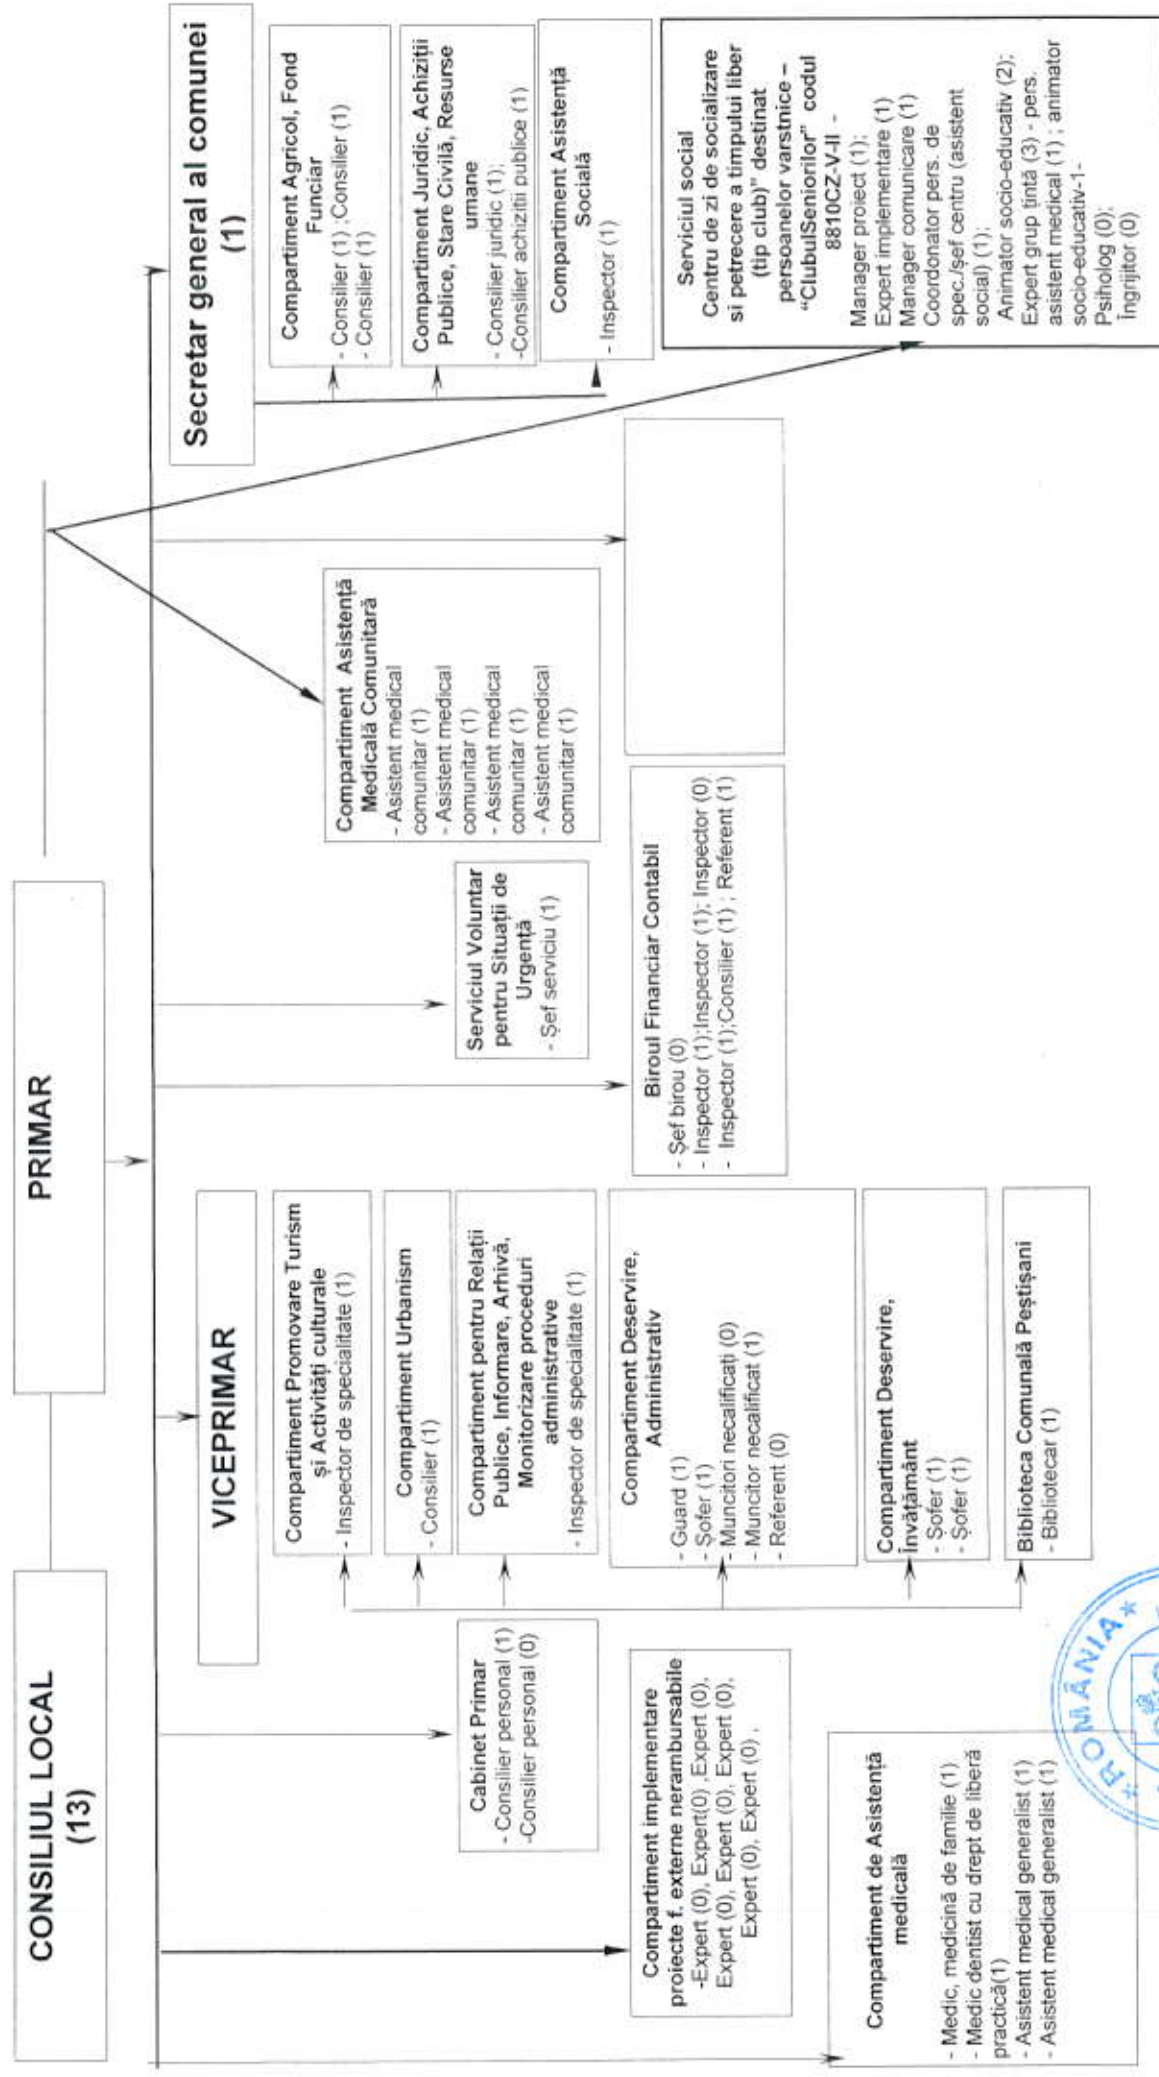 CONSILIUL LOCAL
(13)
PRIMAR
VICEPRIMAR
Secretar general al comunei
(1)
Compartiment Promovare Turism
și Activități culturale
- Inspector de specialitate (1)
Compartiment Urbanism
- Consilier (1)
Compartiment pentru Relații
Publice, Informare, Arhivă,
Monitorizare proceduri
administrative
- Inspector de specialitate (1)
Compartiment Deservire,
Administrativ
- Guard (1)
- Șofer (1)
- Muncitori necalificați (0)
- Muncitor necalificat (1)
- Referent (0)
Compartiment Deservire,
Învățământ
- Șofer (1)
- Șofer (1)
Biblioteca Comunală Peștișani
- Bibliotecar (1)
Cabinet Primar
- Consilier personal (1)
-Consilier personal (0)
Compartiment implementare
proiecte f. externe nerambursabile
-Expert (0), Expert(0) ,Expert (0),
Expert (0), Expert (0), Expert (0),
Expert (0), Expert (0) ,
Compartiment de Asistență
medicală
- Medic, medicină de familie (1)
- Medic dentist cu drept de liberă
practică(1)
- Asistent medical generalist (1)
- Asistent medical generalist (1)
Serviciul Voluntar
pentru Situații de
Urgență
- Șef serviciu (1)
Biroul Financiar Contabil
- Șef birou (0)
- Inspector (1);Inspector (1); Inspector (0)
- Inspector (1);Consilier (1) ; Referent (1)
Compartiment Asistență
Medicală Comunitară
- Asistent medical
comunitar (1)
- Asistent medical
comunitar (1)
- Asistent medical
comunitar (1)
- Asistent medical
comunitar (1)
Compartiment Agricol, Fond
Funciar
- Consilier (1) ;Consilier (1)
- Consilier (1)
Compartiment Juridic, Achiziții
Publice, Stare Civilă, Resurse
umane
- Consilier juridic (1);
-Consilier achizitii publice (1)
Compartiment Asistență
Socială
- Inspector (1)
Serviciul social
Centru de zi de socializare
si petrecere a timpului liber
(tip club)" destinat
persoanelor varstnice –
"ClubulSeniorilor" codul
8810CZ-V-II -
Manager proiect (1);
Expert implementare (1)
Manager comunicare (1)
Coordonator pers. de
spec./șef centru (asistent
social) (1);
Animator socio-educativ (2);
Expert grup tintă (3) - pers.
asistent medical (1) ; animator
socio-educativ-1-
Psiholog (0);
Îngrijitor (0)
*ROMÂNIA*